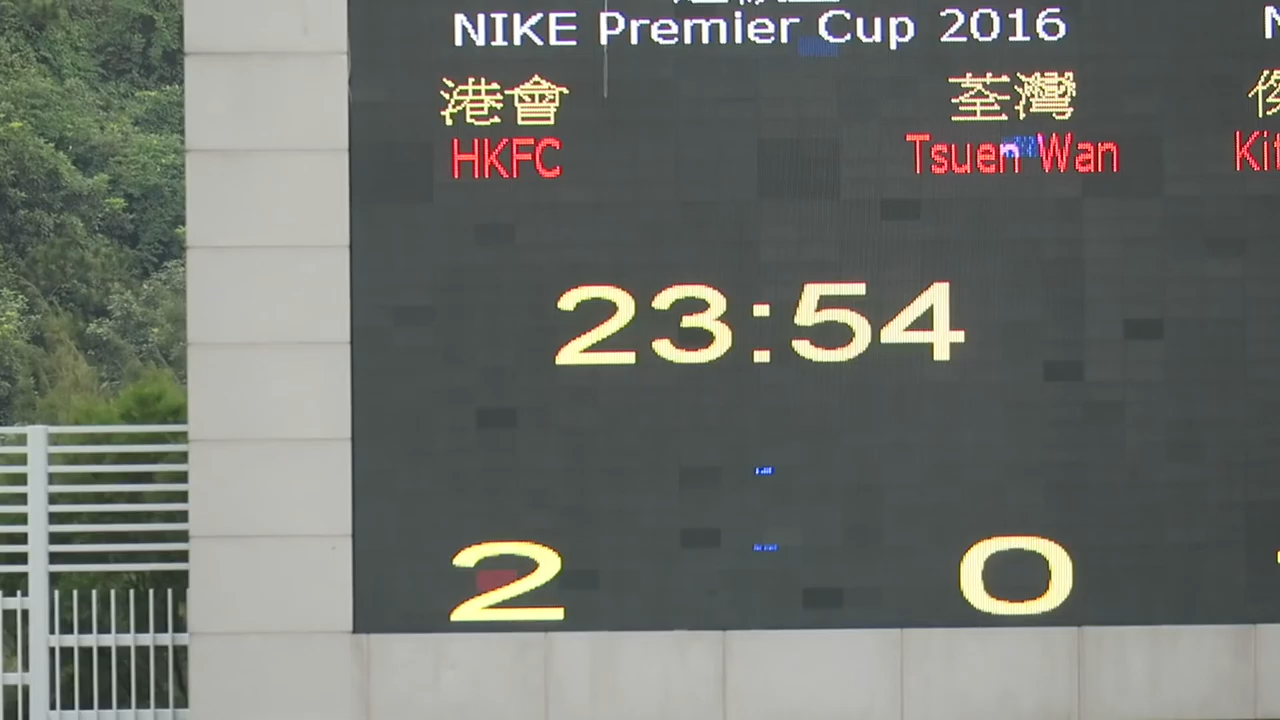 NIKE Premier Cup 2016
港會 荃灣
HKFC Tsuen Wan
23:54
2 0